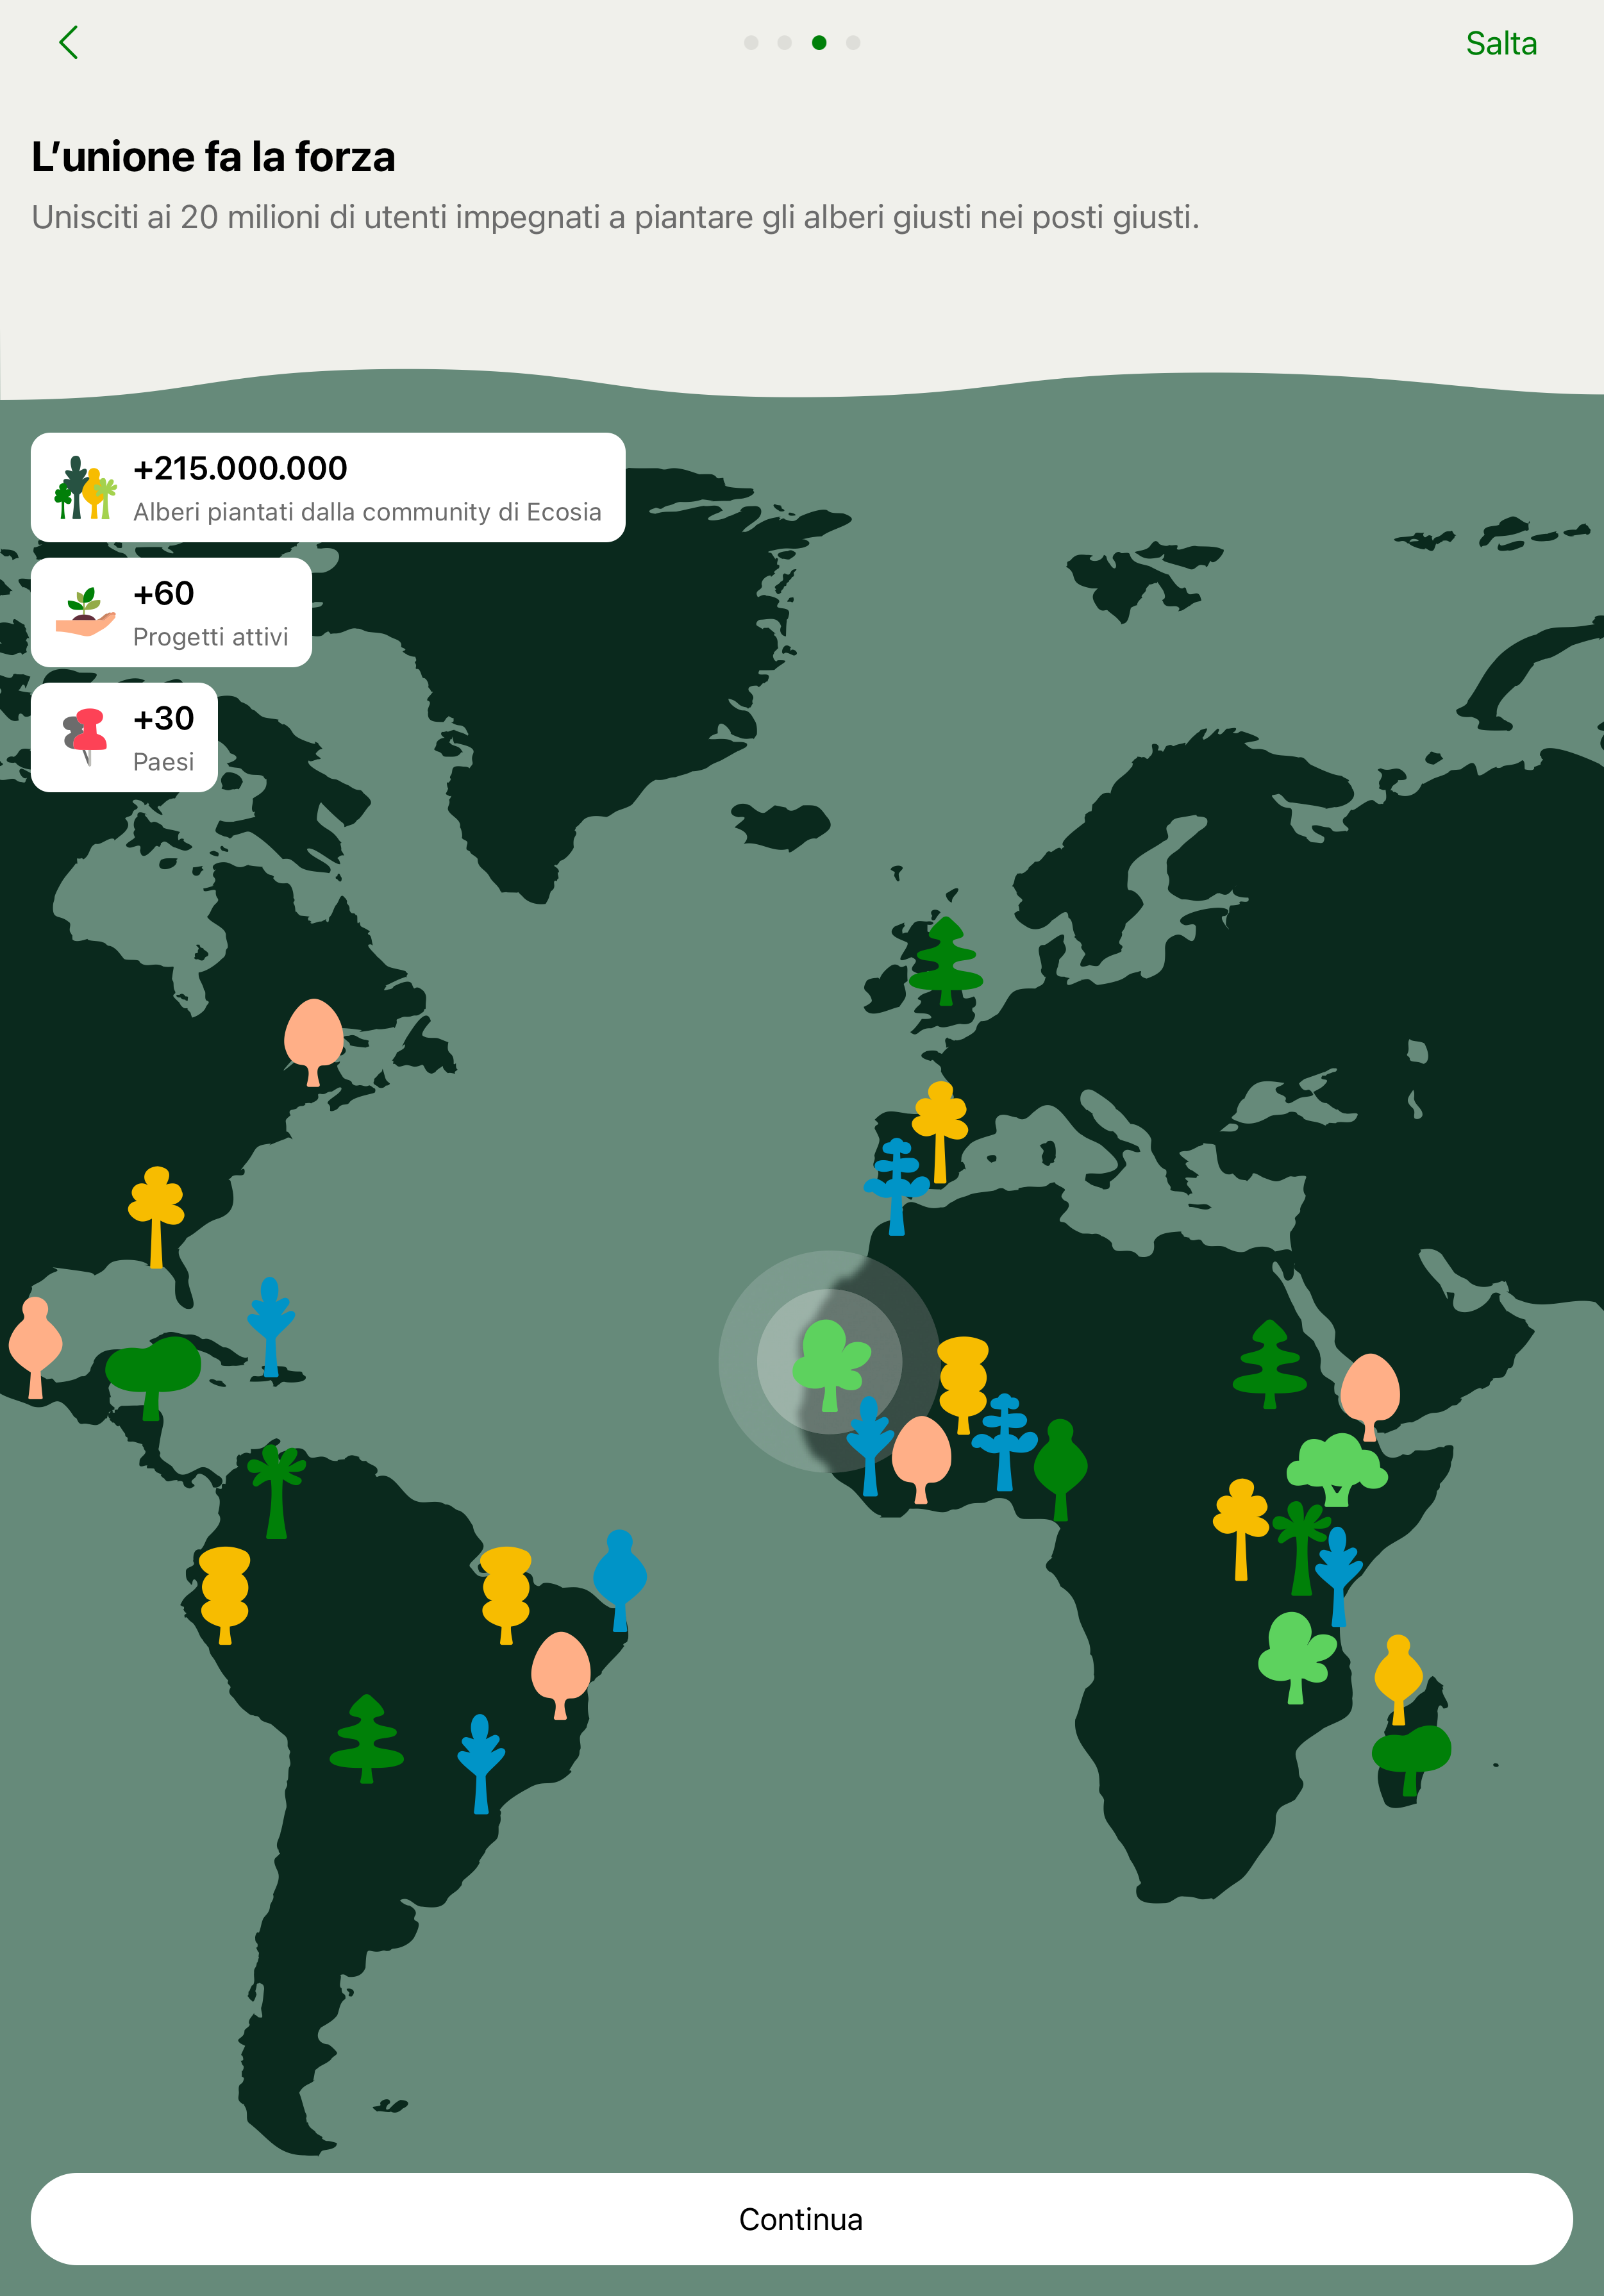 Salta
L’unione fa la forza
Unisciti ai 20 milioni di utenti impegnati a piantare gli alberi giusti nei posti giusti.
+215.000.000
Alberi piantati dalla community di Ecosia
+60
Progetti attivi
+30
Paesi
Continua